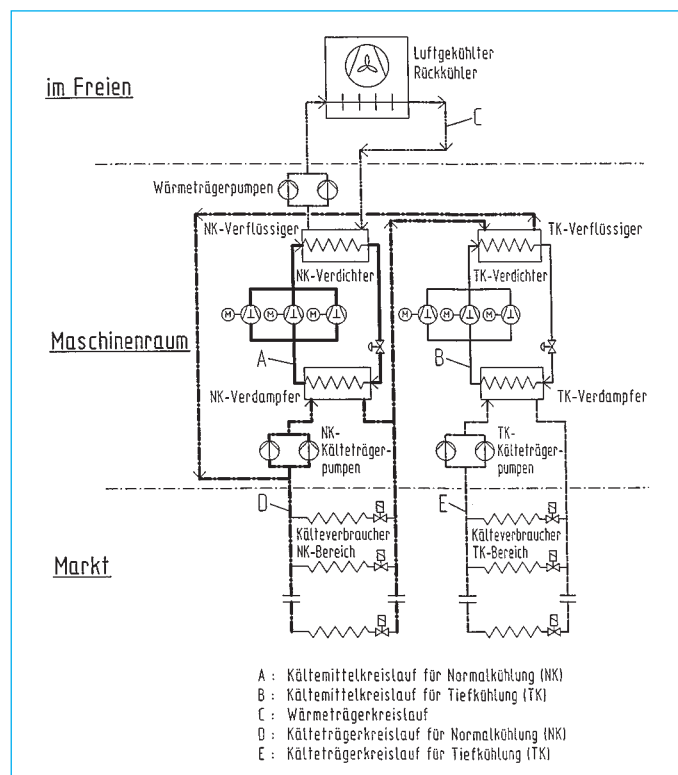 Luftgekühlter
Rückkühler
im Freien
C
Wärmeträgerpumpen
NK-Verflüssiger
TK-Verflüssiger
NK-Verdichter
TK-Verdichter
M
M
M
M
M
M
Maschinenraum
A
B
NK-Verdampfer
TK-Verdampfer
NK-
Kälteträger-
pumpen
TK-
Kälteträger-
pumpen
D
E
Kälteverbraucher
NK-Bereich
Kälteverbraucher
TK-Bereich
Markt
A : Kältemittelkreislauf für Normalkühlung (NK)
B : Kältemittelkreislauf für Tiefkühlung (TK)
C : Wärmeträgerkreislauf
D : Kälteträgerkreislauf für Normalkühlung (NK)
E : Kälteträgerkreislauf für Tiefkühlung (TK)